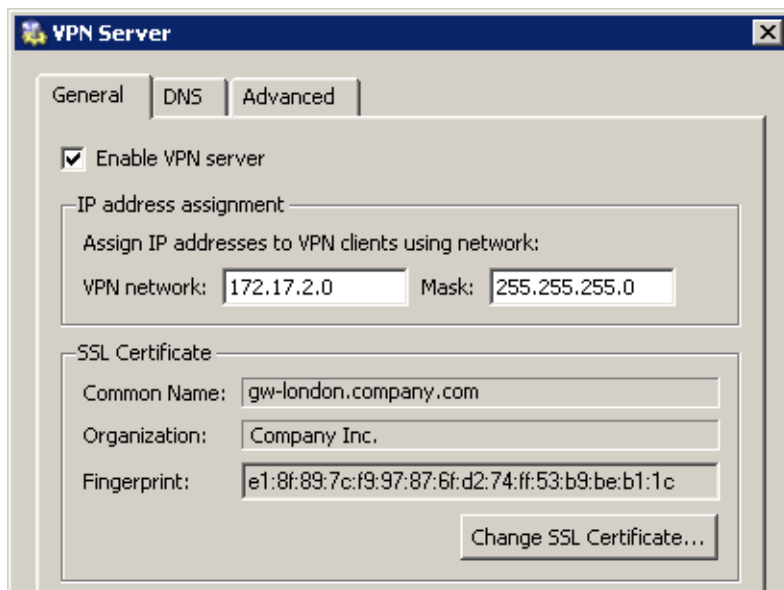 VPN Server
General DNS Advanced
Enable VPN server
IP address assignment
Assign IP addresses to VPN clients using network:
VPN network: 172.17.2.0 Mask: 255.255.255.0
SSL Certificate
Common Name: gw-london.company.com
Organization: Company Inc.
Fingerprint: e1:8f:89:7c:f9:97:87:6f:d2:74:ff:53:b9:be:b1:1c
Change SSL Certificate...